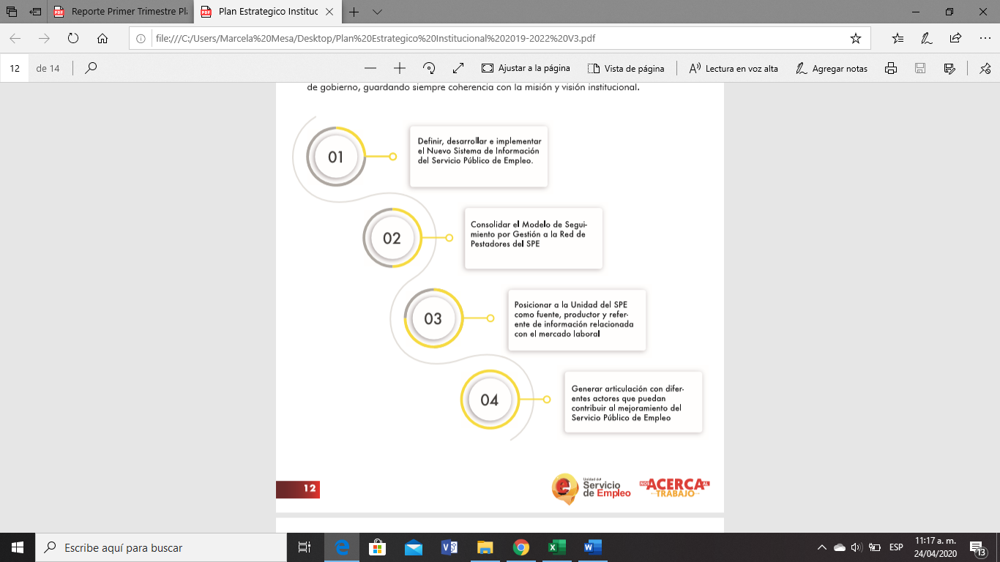 Reporte Primer Trimestre Pl
Plan Estrategico Instituc
file:///C:/Users/Marcela%20Mesa/Desktop/Plan%20Estrategico%20Institucional%202019-2022%20V3.pdf
12 de 14
Ajustar a la página
Vista de página
Lectura en voz alta
Agregar notas
de gobierno, guardando siempre coherencia con la misión y visión institucional.
01
Definir, desarrollar e implementar
el Nuevo Sistema de Información
del Servicio Público de Empleo.
02
Consolidar el Modelo de Segui-
miento por Gestión a la Red de
Pestadores del SPE
03
Posicionar a la Unidad del SPE
como fuente, productor y refer-
ente de información relacionada
con el mercado laboral
04
Generar articulación con difer-
entes actores que puedan
contribuir al mejoramiento del
Servicio Público de Empleo
12
Unidad del
Servicio
de Empleo
NOS ACERCA AL
TRABAJO
Escribe aquí para buscar
ESP
11:17 a. m.
24/04/2020
13